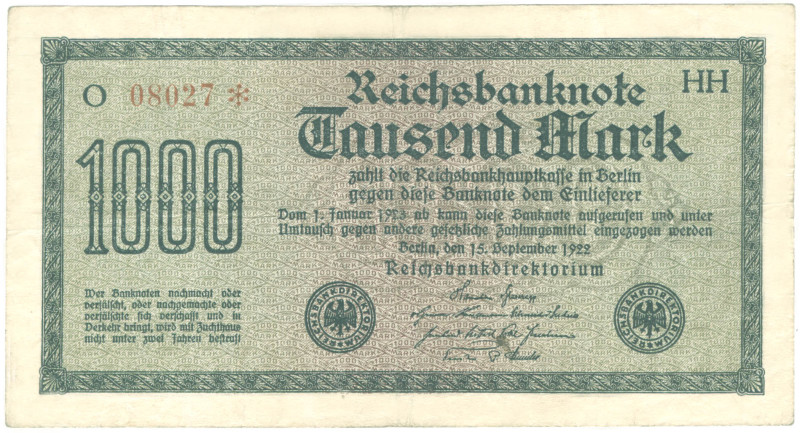 O 08027 *
HH
Reichsbanknote
Tausend Mark
1000
zahlt die Reichsbankhauptkasse in Berlin
gegen diese Banknote dem Einlieferer
Vom 1. Januar 1923 ab kann diese Banknote aufgerufen und unter
Umtausch gegen andere gesetzliche Zahlungsmittel eingezogen werden
Berlin, den 15. September 1922
Reichsbankdirektorium
Wer Banknoten nachmacht oder
verfälscht, oder nachgemachte oder
verfälschte sich verschafft und in
Verkehr bringt, wird mit Zuchthaus
nicht unter zwei Jahren bestraft
REICHSBANKDIREKTORIUM
REICHSBANKDIREKTORIUM